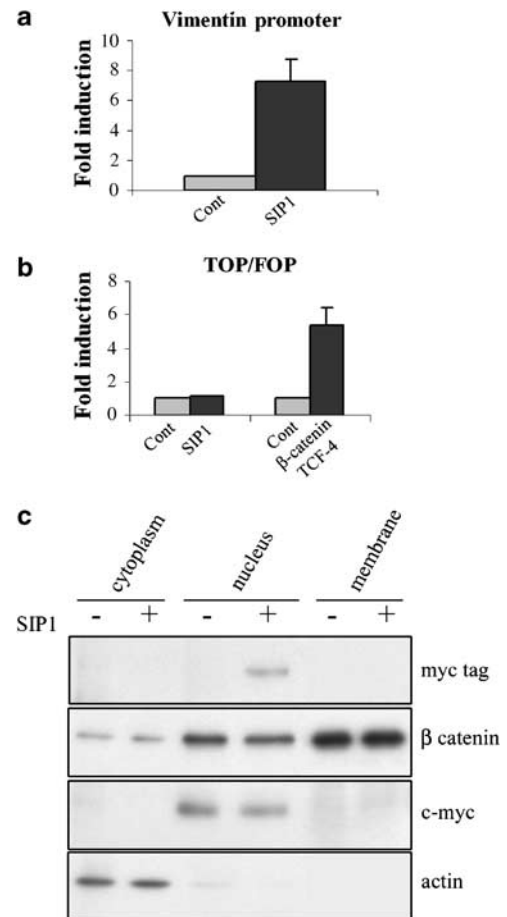 a
Vimentin promoter
Fold induction
10
8
6
4
2
0
Cont
SIP1
b
TOP/FOP
Fold induction
8
6
4
2
0
Cont
SIP1
Cont
β-catenin
TCF-4
c
cytoplasm
nucleus
membrane
SIP1
- + - + - +
myc tag
β catenin
c-myc
actin